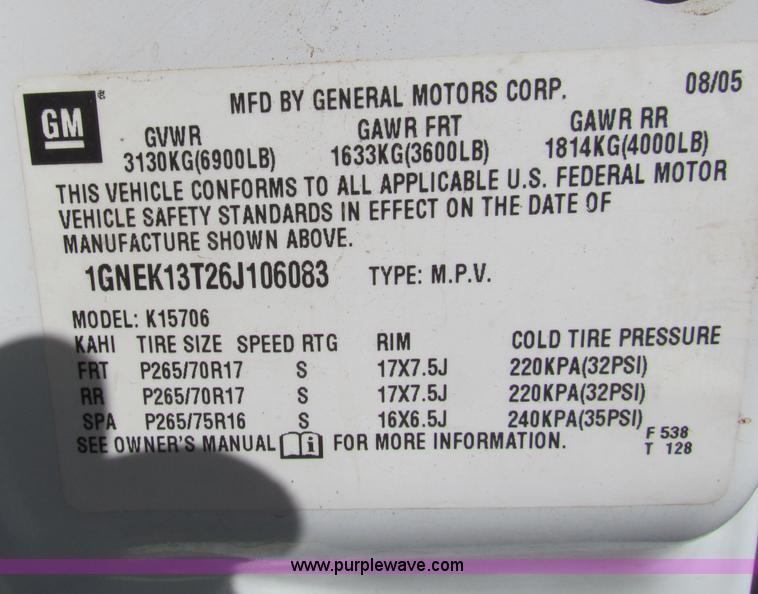 GM ®
MFD BY GENERAL MOTORS CORP. 08/05
GVWR GAWR FRT GAWR RR
3130KG(6900LB) 1633KG(3600LB) 1814KG(4000LB)
THIS VEHICLE CONFORMS TO ALL APPLICABLE U.S. FEDERAL MOTOR
VEHICLE SAFETY STANDARDS IN EFFECT ON THE DATE OF
MANUFACTURE SHOWN ABOVE.
1GNEK13T26J106083 TYPE: M.P.V.
MODEL: K15706
KAHI TIRE SIZE SPEED RTG RIM COLD TIRE PRESSURE
FRT P265/70R17 S 17X7.5J 220KPA(32PSI)
RR P265/70R17 S 17X7.5J 220KPA(32PSI)
SPA P265/75R16 S 16X6.5J 240KPA(35PSI)
SEE OWNER'S MANUAL i FOR MORE INFORMATION. F 538
T 128
www.purplewave.com